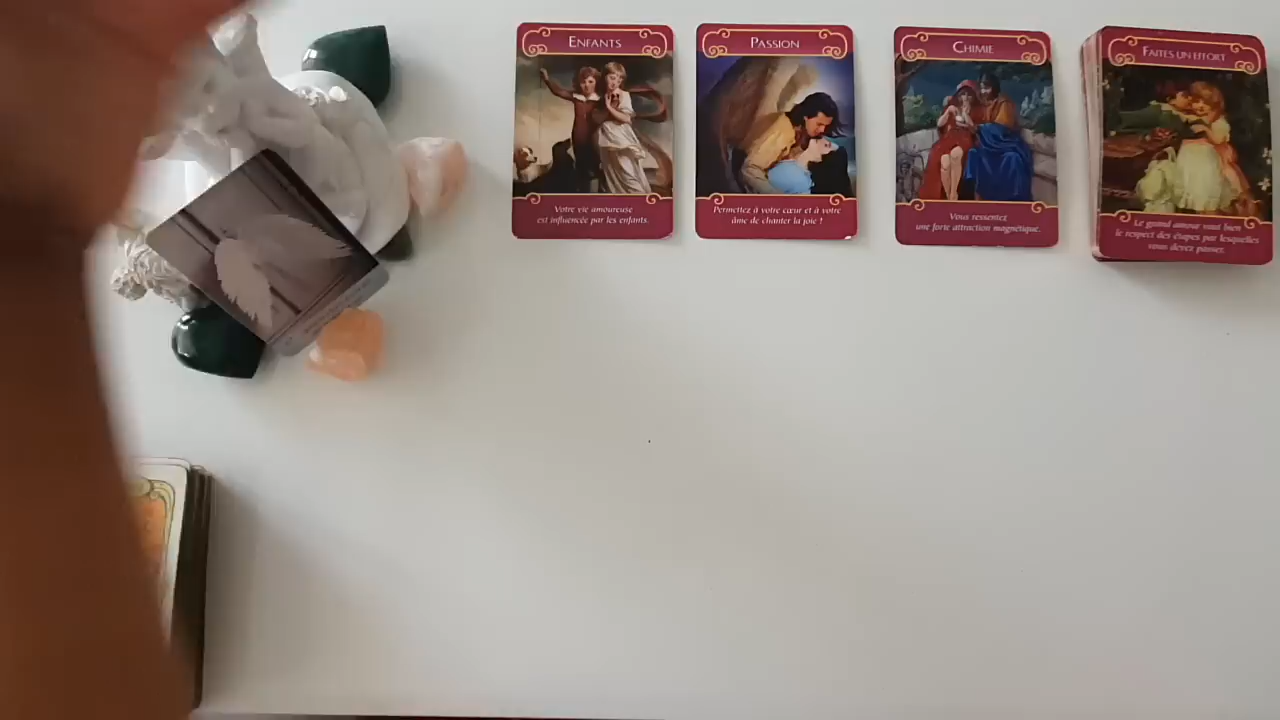 ENFANTS
Votre vie amoureuse
est influencée par les enfants.
PASSION
Permettez à votre cœur et à votre
âme de chanter la joie !
CHIMIE
Vous ressentez
une forte attraction magnétique.
FAITES UN EFFORT
Le grand amour vaut bien
le respect des étapes par lesquelles
vous devez passer.